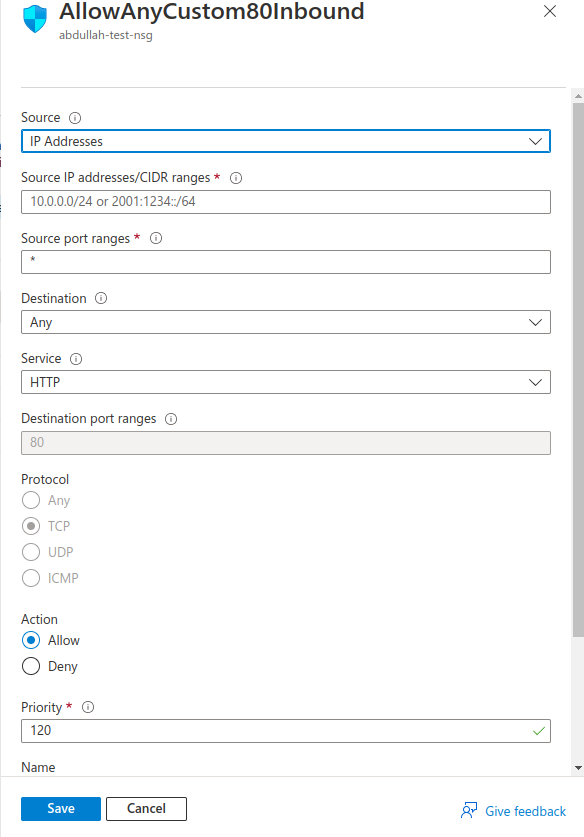 AllowAnyCustom80Inbound
abdullah-test-nsg
Source
IP Addresses
Source IP addresses/CIDR ranges *
10.0.0.0/24 or 2001:1234::/64
Source port ranges *
*
Destination
Any
Service
HTTP
Destination port ranges
80
Protocol
Any
TCP
UDP
ICMP
Action
Allow
Deny
Priority *
120
Name
Save Cancel Give feedback